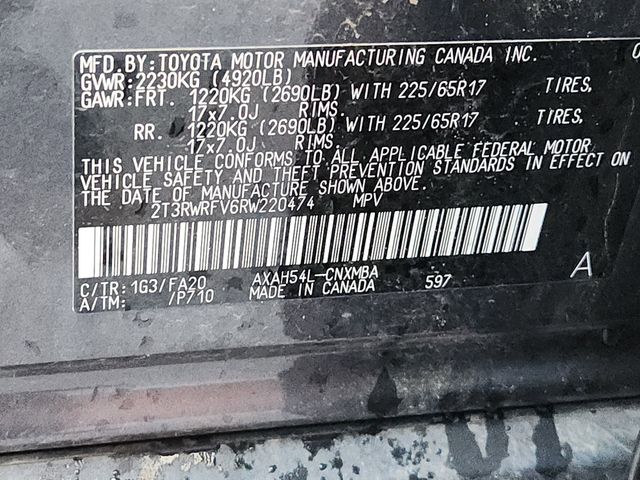 MFD.BY:TOYOTA MOTOR MANUFACTURING CANADA INC.
GVWR:2230KG (4920LB)
GAWR:FRT. 1220KG (2690LB) WITH 225/65R17 TIRES,
17x7.0J RIMS.
RR. 1220KG (2690LB) WITH 225/65R17 TIRES,
17x7.0J RIMS.
THIS VEHICLE CONFORMS TO ALL APPLICABLE FEDERAL MOTOR
VEHICLE SAFETY AND THEFT PREVENTION STANDARDS IN EFFECT ON
THE DATE OF MANUFACTURE SHOWN ABOVE.
2T3RWRFV6RW220474 MPV
A
C/TR:1G3/FA20 AXAH54L-CNXMBA
A/TM: /P710 MADE IN CANADA 597